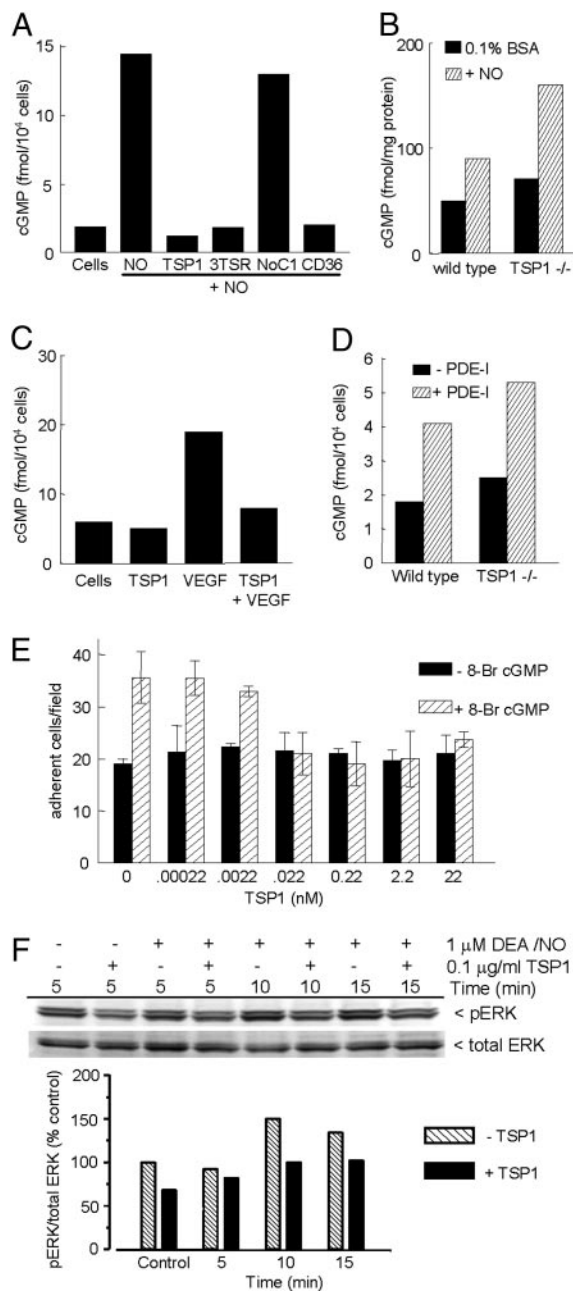 A
cGMP (fmol/10⁴ cells)
15
10
5
0
Cells NO TSP1 3TSR NoC1 CD36
+ NO
B
cGMP (fmol/mg protein)
200
100
0
0.1% BSA
+ NO
wild type TSP1 -/-
C
cGMP (fmol/10⁴ cells)
30
20
10
0
Cells TSP1 VEGF TSP1
+ VEGF
D
cGMP (fmol/10⁴ cells)
6
5
4
3
2
1
0
- PDE-I
+ PDE-I
Wild type TSP1 -/-
E
adherent cells/field
40
30
20
10
0
- 8-Br cGMP
+ 8-Br cGMP
0 .00022 .0022 .022 0.22 2.2 22
TSP1 (nM)
F
- - + + + + + + 1 μM DEA /NO
- + - + - + - + 0.1 μg/ml TSP1
5 5 5 5 10 10 15 15 Time (min)
< pERK
< total ERK
pERK/total ERK (% control)
200
150
100
50
0
- TSP1
+ TSP1
Control 5 10 15
Time (min)